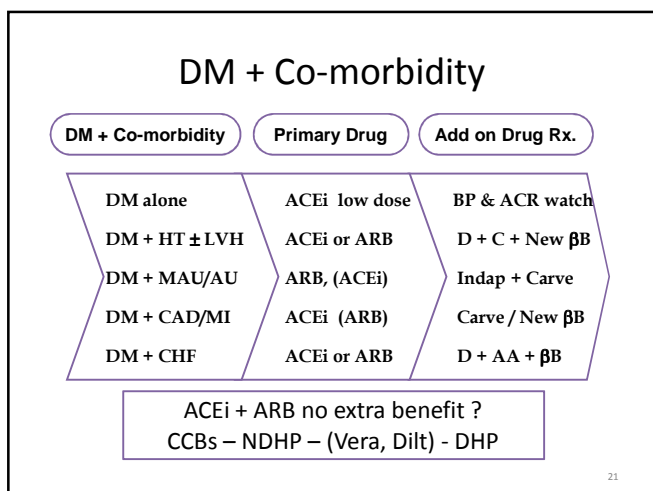 DM + Co-morbidity
DM + Co-morbidity Primary Drug Add on Drug Rx.
DM alone ACEi low dose BP & ACR watch
DM + HT ± LVH ACEi or ARB D + C + New βB
DM + MAU/AU ARB, (ACEi) Indap + Carve
DM + CAD/MI ACEi (ARB) Carve / New βB
DM + CHF ACEi or ARB D + AA + βB
ACEi + ARB no extra benefit ?
CCBs – NDHP – (Vera, Dilt) - DHP
21